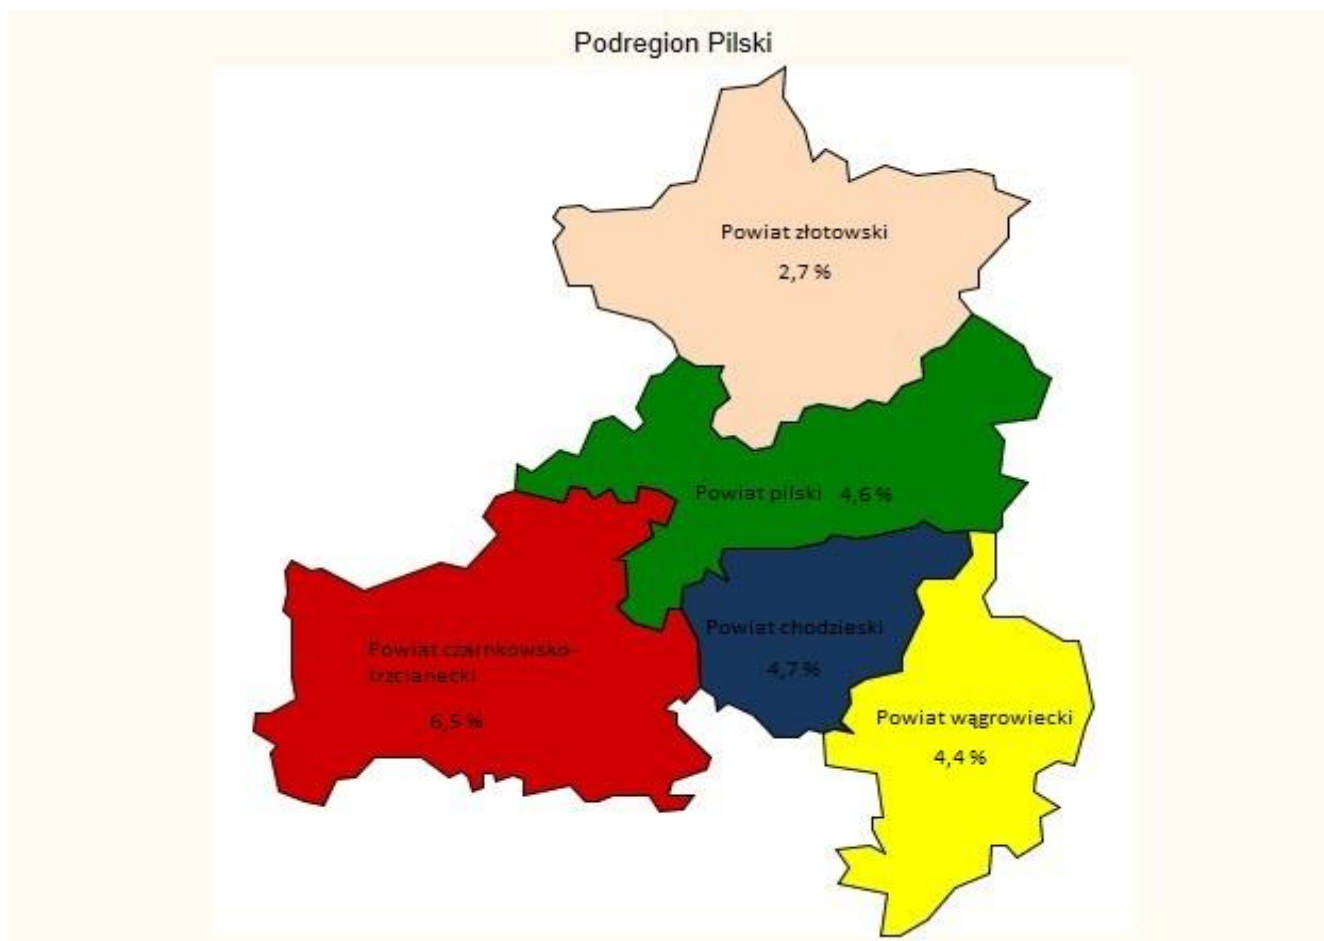 Podregion Pilski
Powiat złotowski
2,7 %
Powiat pilski 4,6 %
Powiat chodzieski
4,7 %
Powiat czarnkowsko-
trzcianecki
6,5 %
Powiat wągrowiecki
4,4 %